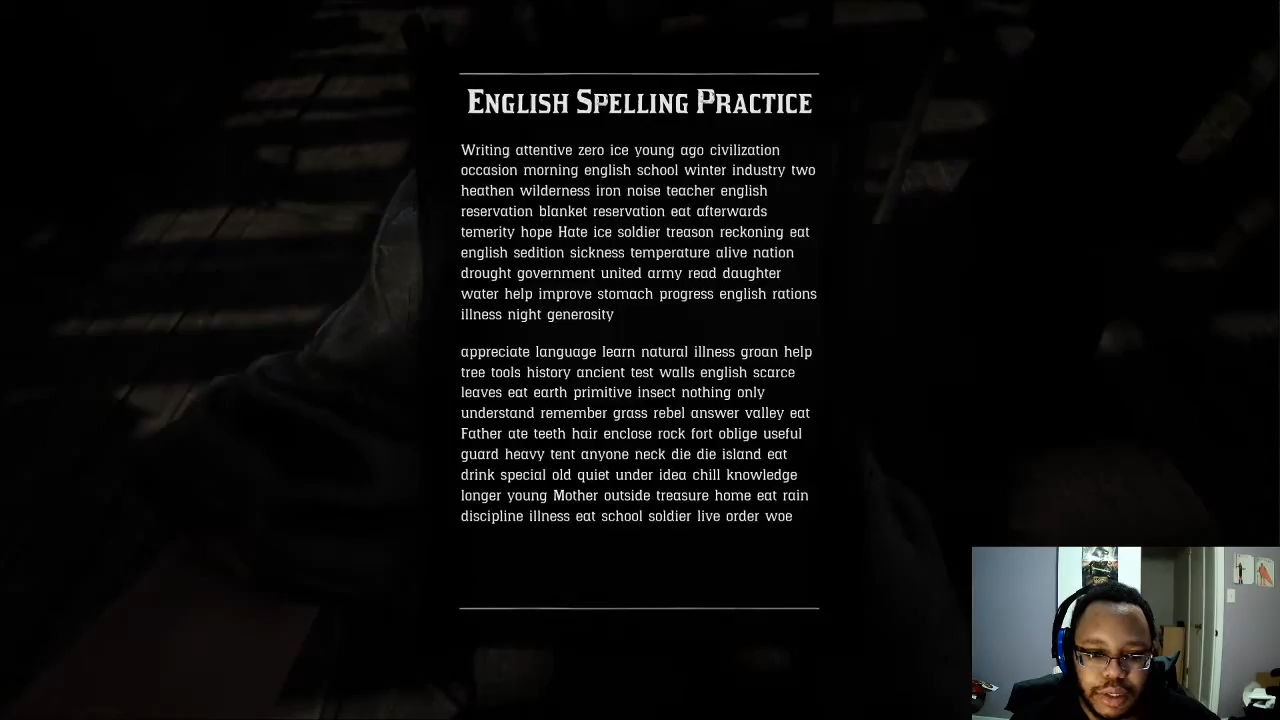 English Spelling Practice
Writing attentive zero ice young ago civilization
occasion morning english school winter industry two
heathen wilderness iron noise teacher english
reservation blanket reservation eat afterwards
temerity hope Hate ice soldier treason reckoning eat
english sedition sickness temperature alive nation
drought government united army read daughter
water help improve stomach progress english rations
illness night generosity
appreciate language learn natural illness groan help
tree tools history ancient test walls english scarce
leaves eat earth primitive insect nothing only
understand remember grass rebel answer valley eat
Father ate teeth hair enclose rock fort oblige useful
guard heavy tent anyone neck die die island eat
drink special old quiet under idea chill knowledge
longer young Mother outside treasure home eat rain
discipline illness eat school soldier live order woe